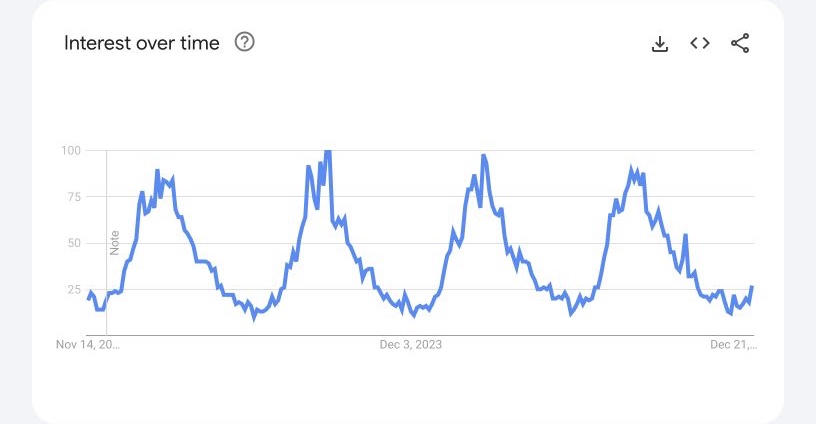 Interest over time
100
75
50
25
Note
Nov 14, 20...
Dec 3, 2023
Dec 21,...